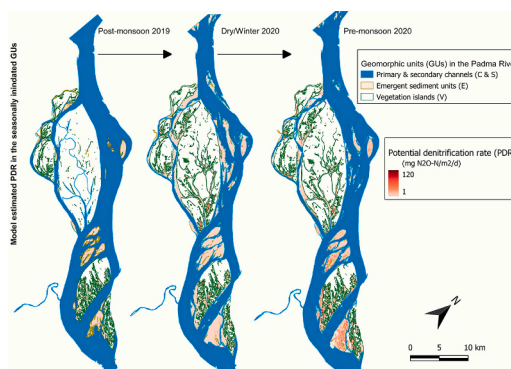 Post-monsoon 2019
Dry/Winter 2020
Pre-monsoon 2020
Model estimated PDR in the seasonally inindated GUs
Geomorphic units (GUs) in the Padma Rive
Primary & secondary channels (C & S)
Emergent sediment units (E)
Vegetation islands (V)
Potential denitrification rate (PDR
(mg N2O-N/m2/d)
120
1
N
0 5 10 km